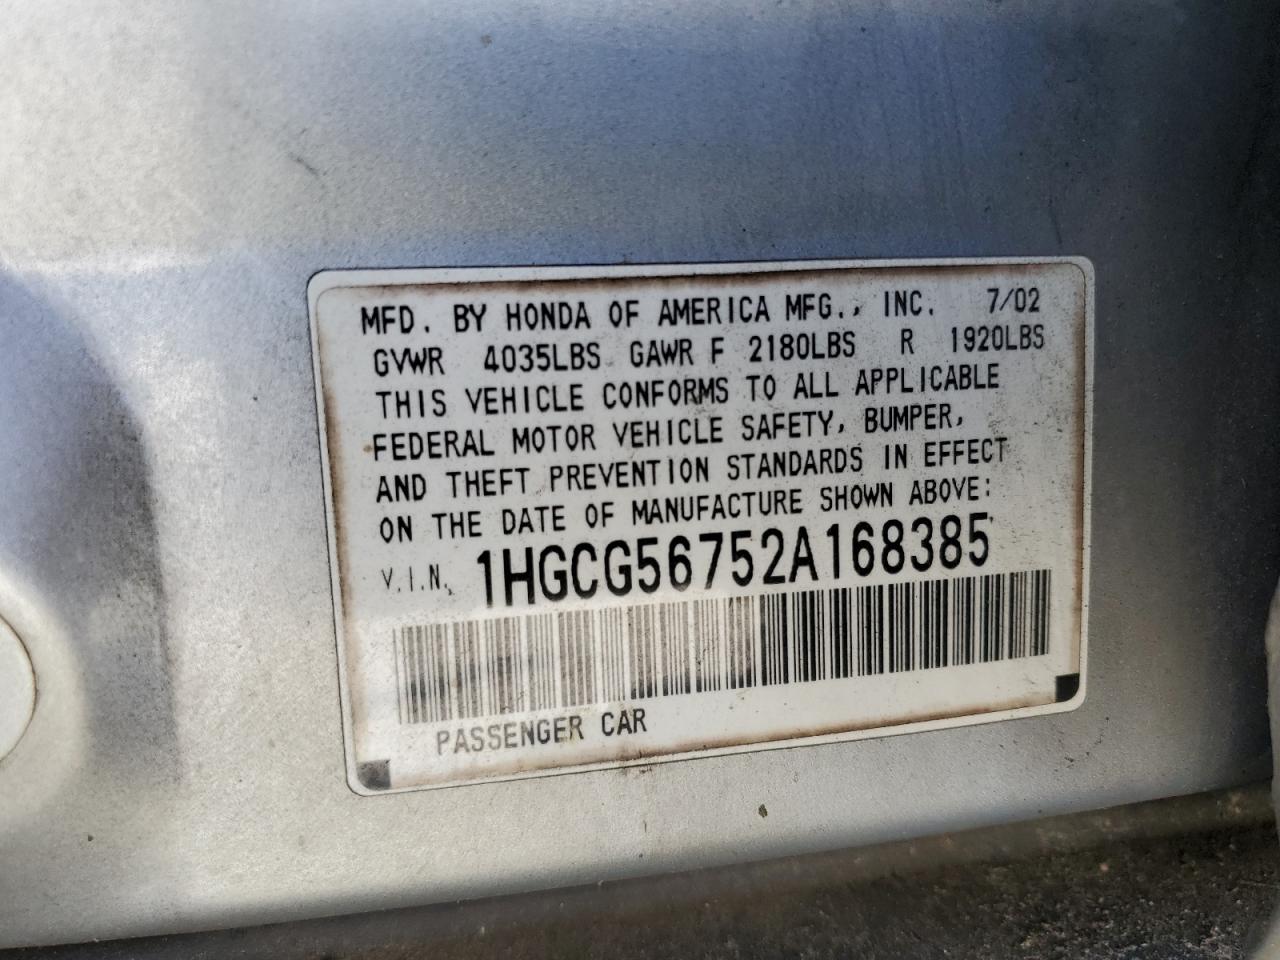 MFD. BY HONDA OF AMERICA MFG., INC. 7/02
GVWR 4035LBS GAWR F 2180LBS R 1920LBS
THIS VEHICLE CONFORMS TO ALL APPLICABLE
FEDERAL MOTOR VEHICLE SAFETY, BUMPER,
AND THEFT PREVENTION STANDARDS IN EFFECT
ON THE DATE OF MANUFACTURE SHOWN ABOVE:
V.I.N. 1HGCG56752A168385
PASSENGER CAR